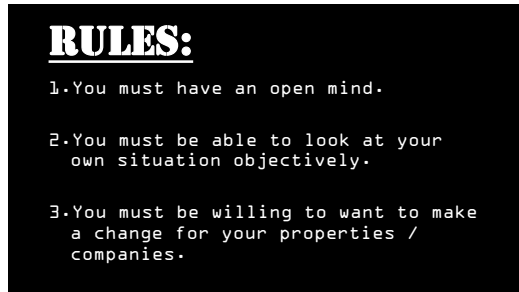 RULES:
1.You must have an open mind.
2.You must be able to look at your
own situation objectively.
3.You must be willing to want to make
a change for your properties /
companies.